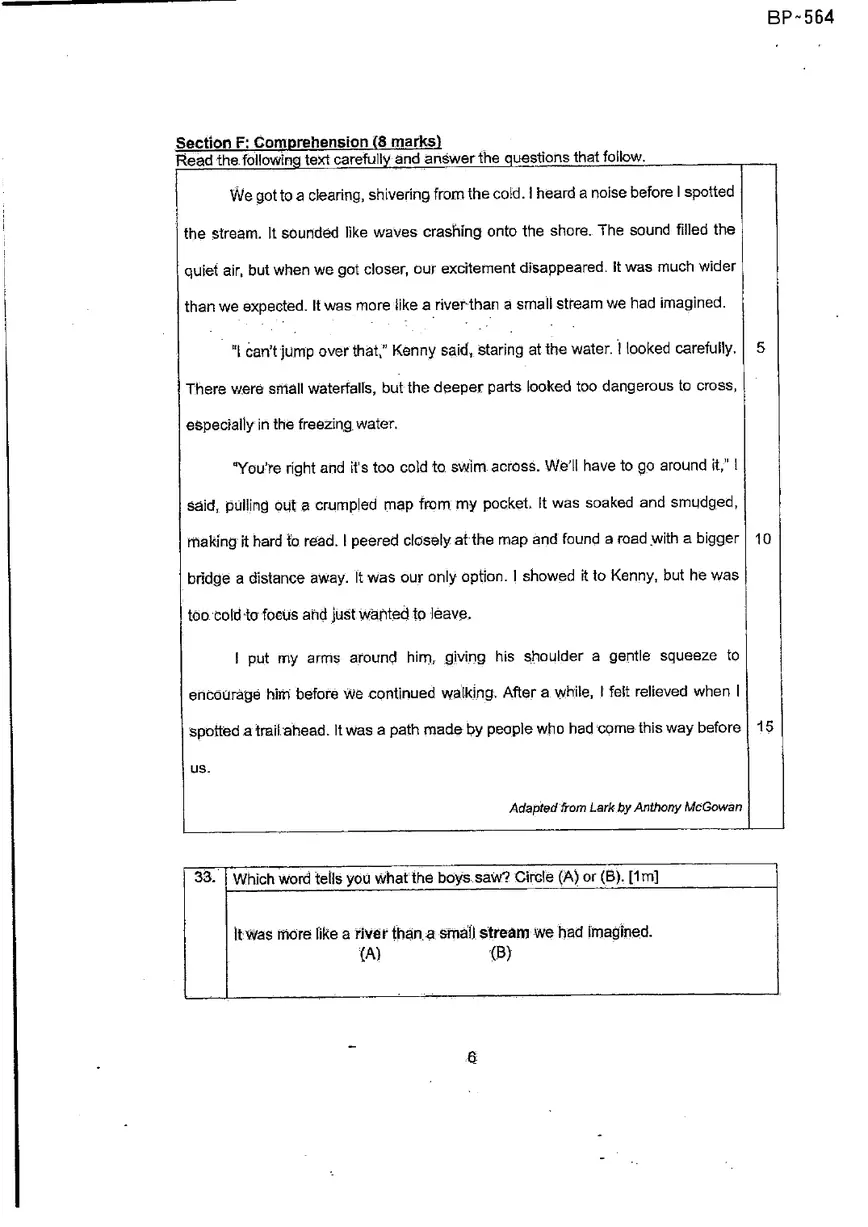 BP-564
Section F: Comprehension (8 marks)
Read the following text carefully and answer the questions that follow.
We got to a clearing, shivering from the cold. I heard a noise before I spotted
the stream. It sounded like waves crashing onto the shore. The sound filled the
quiet air, but when we got closer, our excitement disappeared. It was much wider
than we expected. It was more like a river than a small stream we had imagined.
"I can't jump over that," Kenny said, staring at the water. I looked carefully. 5
There were small waterfalls, but the deeper parts looked too dangerous to cross,
especially in the freezing water.
"You're right and it's too cold to swim across. We'll have to go around it," I
said, pulling out a crumpled map from my pocket. It was soaked and smudged,
making it hard to read. I peered closely at the map and found a road with a bigger 10
bridge a distance away. It was our only option. I showed it to Kenny, but he was
too cold to focus and just wanted to leave.
I put my arms around him, giving his shoulder a gentle squeeze to
encourage him before we continued walking. After a while, I felt relieved when I
spotted a trail ahead. It was a path made by people who had come this way before 15
us.
Adapted from Lark by Anthony McGowan
33. Which word tells you what the boys saw? Circle (A) or (B). [1m]
It was more like a river than a small stream we had imagined.
(A) (B)
6